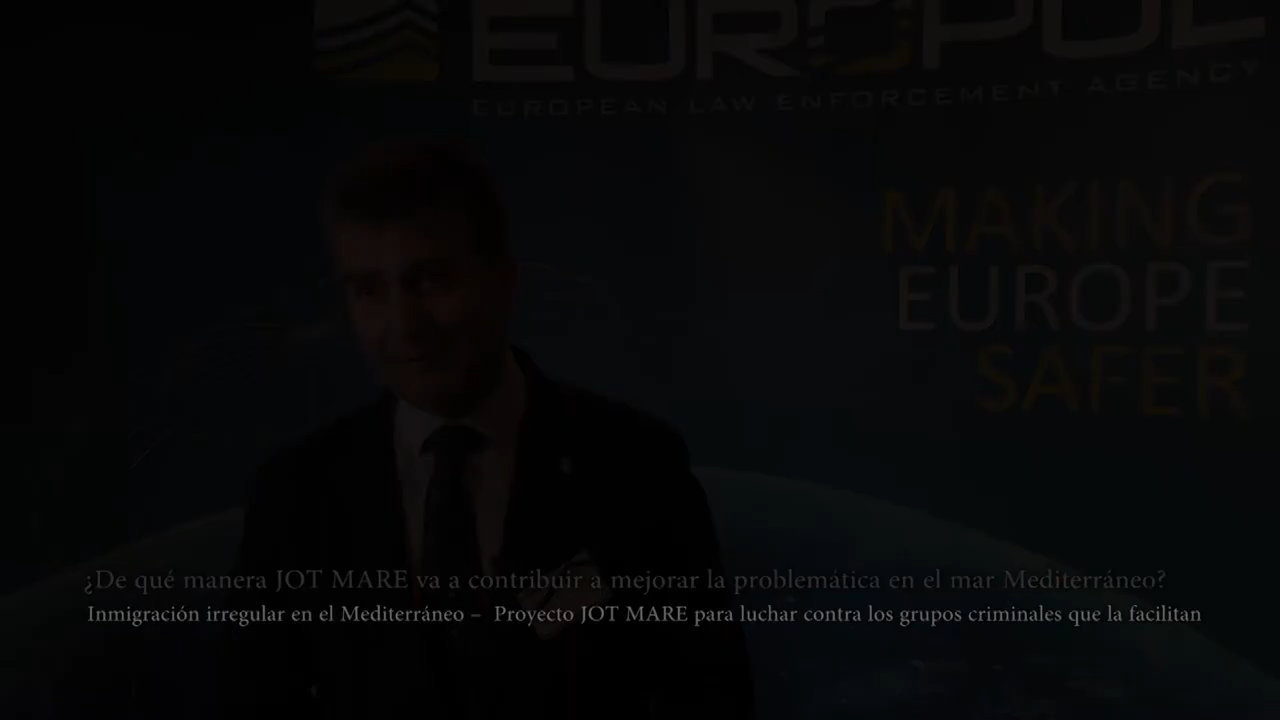 EUROPOL
EUROPEAN LAW ENFORCEMENT AGENCY
MAKING
EUROPE
SAFER
¿De qué manera JOT MARE va a contribuir a mejorar la problemática en el mar Mediterráneo?
Inmigración irregular en el Mediterráneo – Proyecto JOT MARE para luchar contra los grupos criminales que la facilitan